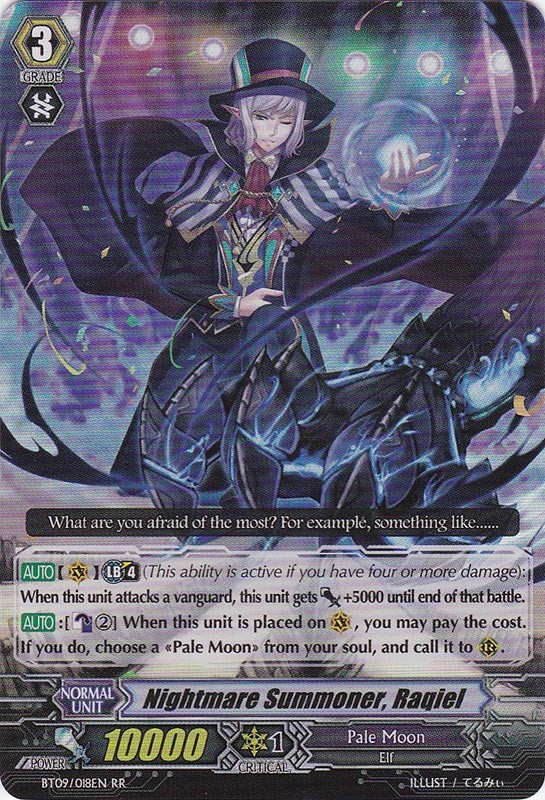 3
GRADE
What are you afraid of the most? For example, something like......
AUTO 【 V 】 LB 4 (This ability is active if you have four or more damage):
When this unit attacks a vanguard, this unit gets +5000 until end of that battle.
AUTO :[ ② ] When this unit is placed on V , you may pay the cost.
If you do, choose a «Pale Moon» from your soul, and call it to R .
NORMAL
UNIT
Nightmare Summoner, Raqiel
POWER
10000
1
CRITICAL
Pale Moon
Elf
BT09/018EN RR
ILLUST / てるみぃ